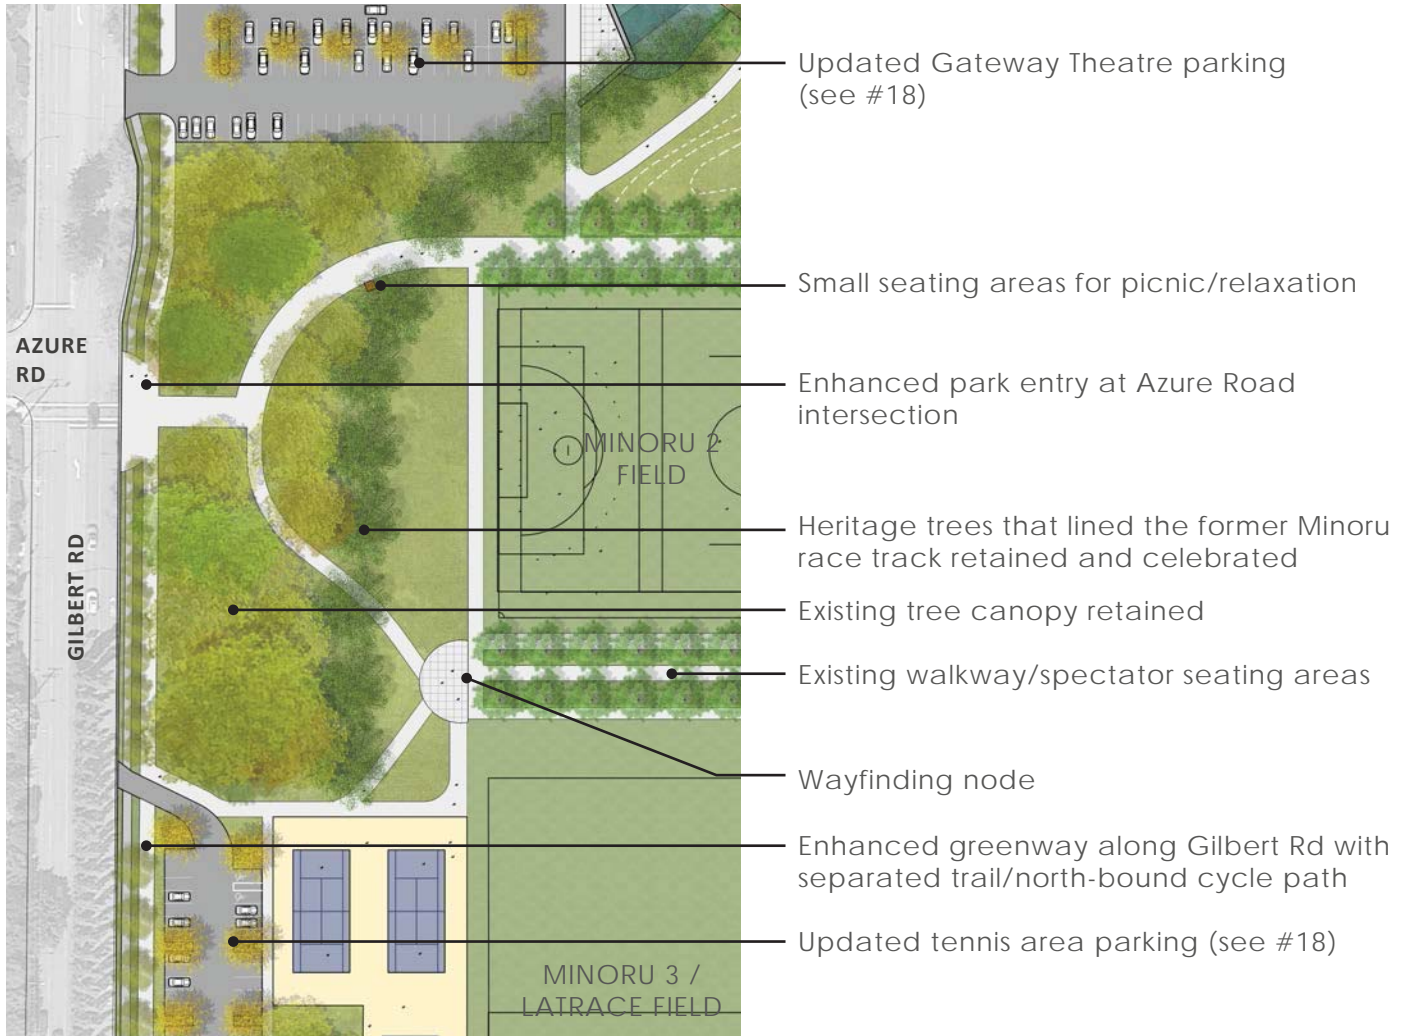 Updated Gateway Theatre parking
(see #18)
Small seating areas for picnic/relaxation
AZURE
RD
Enhanced park entry at Azure Road
intersection
MINORU 2
FIELD
Heritage trees that lined the former Minoru
race track retained and celebrated
GILBERT RD
Existing tree canopy retained
Existing walkway/spectator seating areas
Wayfinding node
Enhanced greenway along Gilbert Rd with
separated trail/north-bound cycle path
Updated tennis area parking (see #18)
MINORU 3 /
LATRACE FIELD